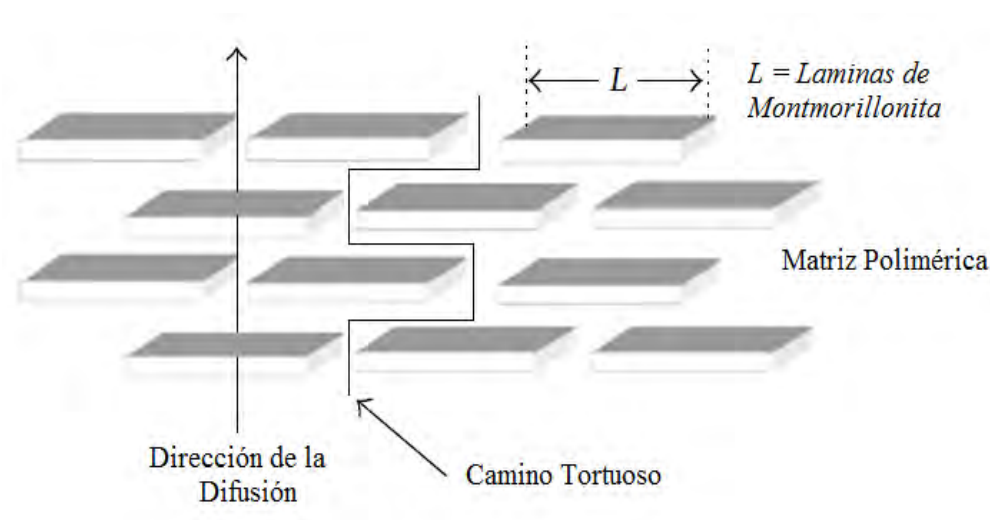 L
L = Laminas de
Montmorillonita
Matriz Polimérica
Dirección de la
Difusión
Camino Tortuoso